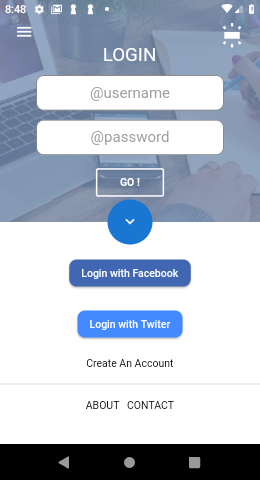 8:48
LOGIN
@username
@password
GO !
Login with Facebook
Login with Twiter
Create An Account
ABOUT CONTACT